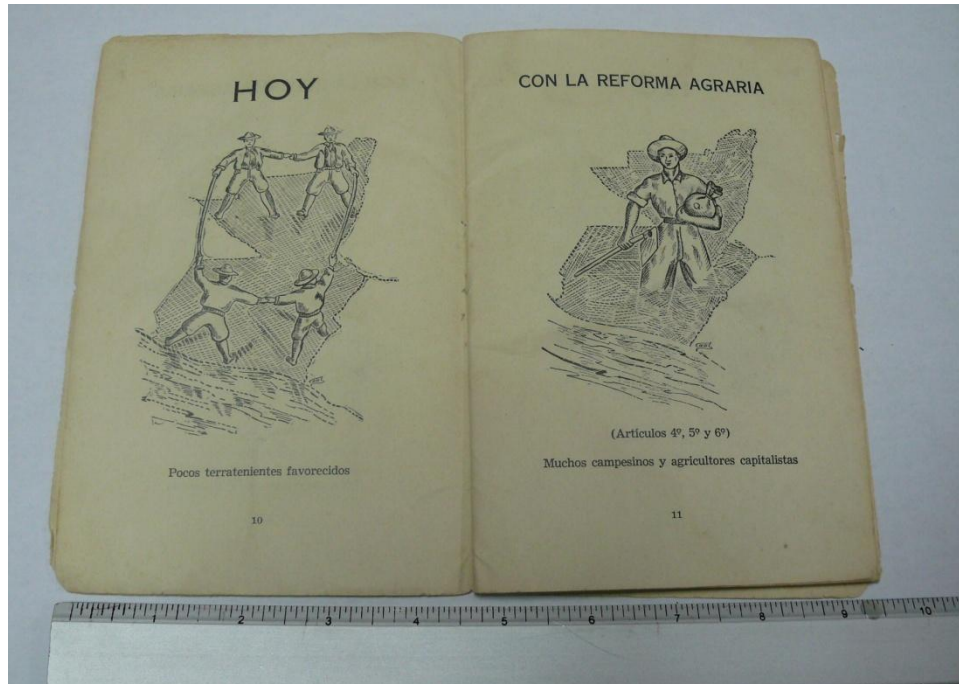 HOY
Pocos terratenientes favorecidos
10
CON LA REFORMA AGRARIA
(Artículos 4º, 5º y 6º)
Muchos campesinos y agricultores capitalistas
11
1 2 3 4 5 6 7 8 9 10